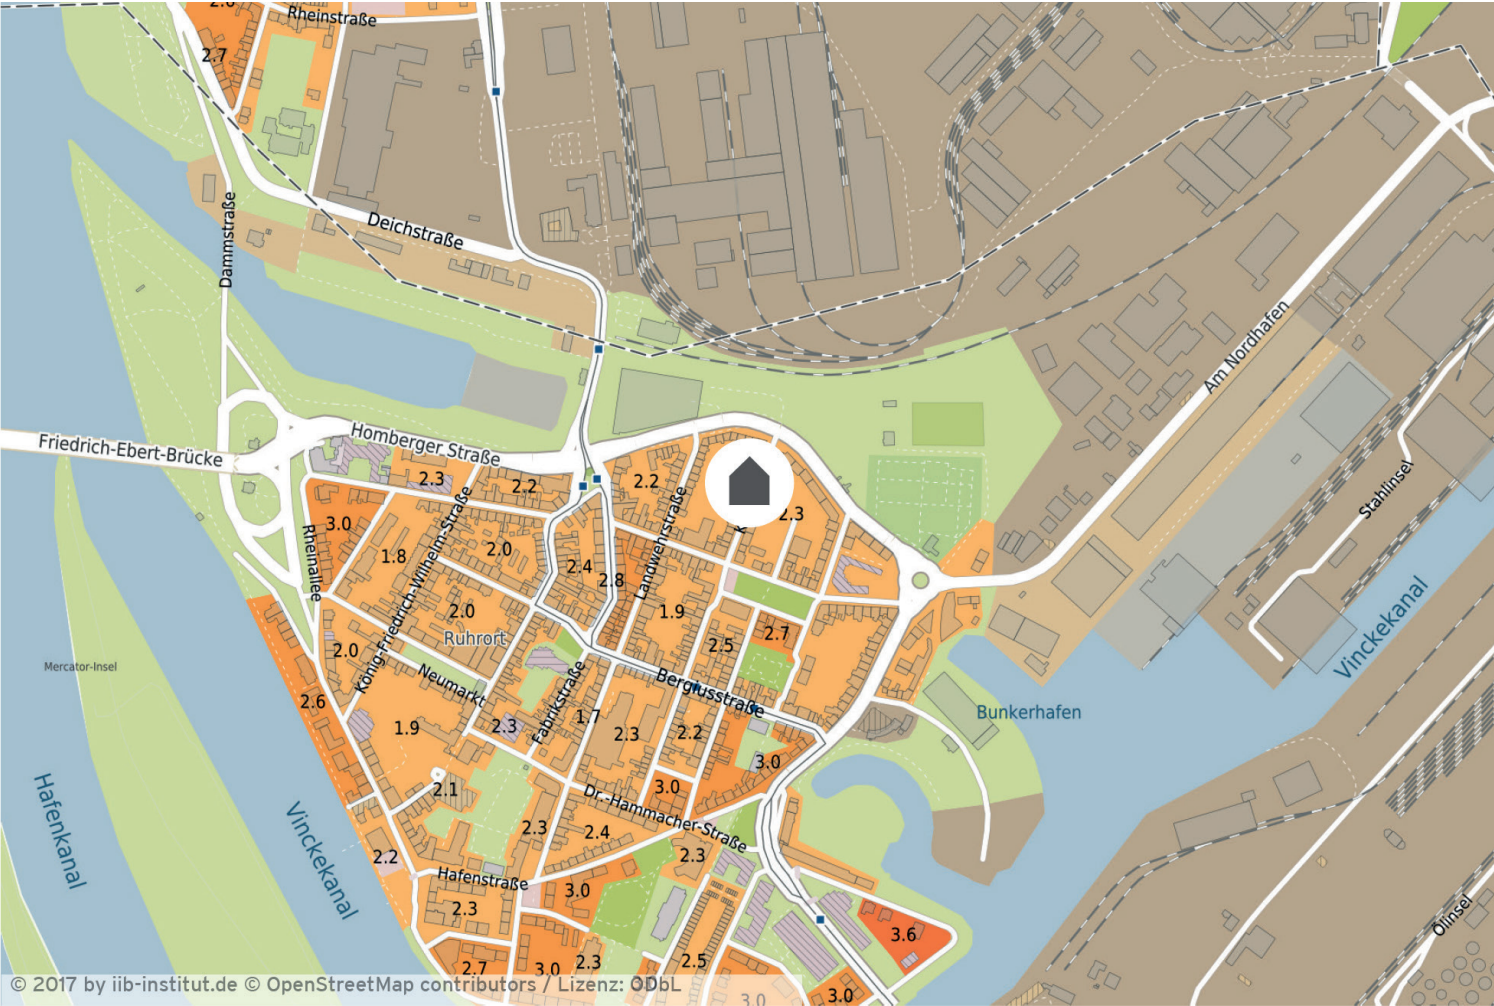 2.6
Rheinstraße
2.7
Dammstraße
Deichstraße
Am Nordhafen
Friedrich-Ebert-Brücke
Homberger Straße
2.3
2.2
2.2
Landwehrstraße
K
2.3
Stahlinsel
3.0
Rheinallee
1.8
König-Friedrich-Wilhelm-Straße
2.0
2.4
2.8
1.9
2.0
Ruhrort
2.5
2.7
2.0
Mercator-Insel
Neumarkt
Fabrikstraße
Bergiusstraße
Vinckekanal
2.6
1.9
2.3
1.7
2.3
2.2
Bunkerhafen
3.0
2.1
3.0
Hafenkanal
Vinckekanal
2.3
2.4
Dr.-Hammacher-Straße
2.2
2.3
Hafenstraße
3.0
2.3
3.6
Ölinsel
2.7
3.0
2.3
2.5
3.0
3.0
© 2017 by iib-institut.de © OpenStreetMap contributors / Lizenz: ODbL